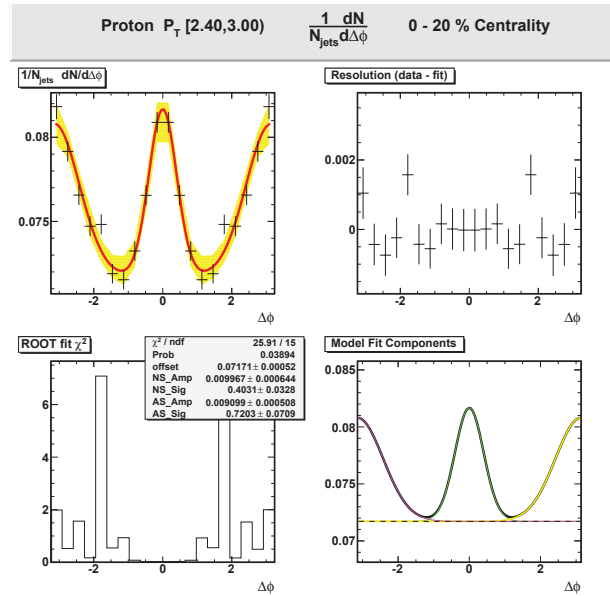 Proton P_T [2.40,3.00) 1/N_jets dN/dΔϕ 0 - 20 % Centrality
1/N_jets dN/dΔϕ
0.08
0.075
-2 0 2
Δϕ
Resolution (data - fit)
0.002
0
-2 0 2
Δϕ
ROOT fit χ²
6
4
2
0
-2 0 2
Δϕ
χ² / ndf 25.91 / 15
Prob 0.03894
offset 0.07171 ± 0.00052
NS_Amp 0.009967 ± 0.000644
NS_Sig 0.4031 ± 0.0328
AS_Amp 0.009099 ± 0.000508
AS_Sig 0.7203 ± 0.0709
Model Fit Components
0.085
0.08
0.075
0.07
-2 0 2
Δϕ